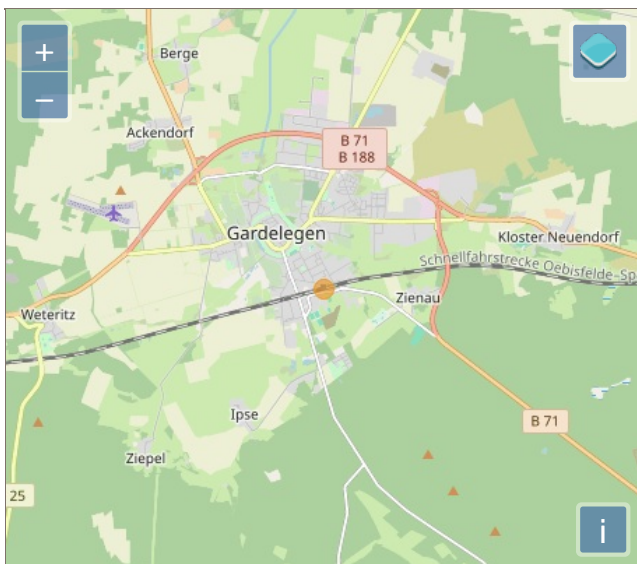 +
−
Berge
Ackendorf
B 71
B 188
Gardelegen
Kloster Neuendorf
Schnellfahrstrecke Oebisfelde–Sp
Zienau
Weteritz
Ipse
B 71
Ziepel
25
i